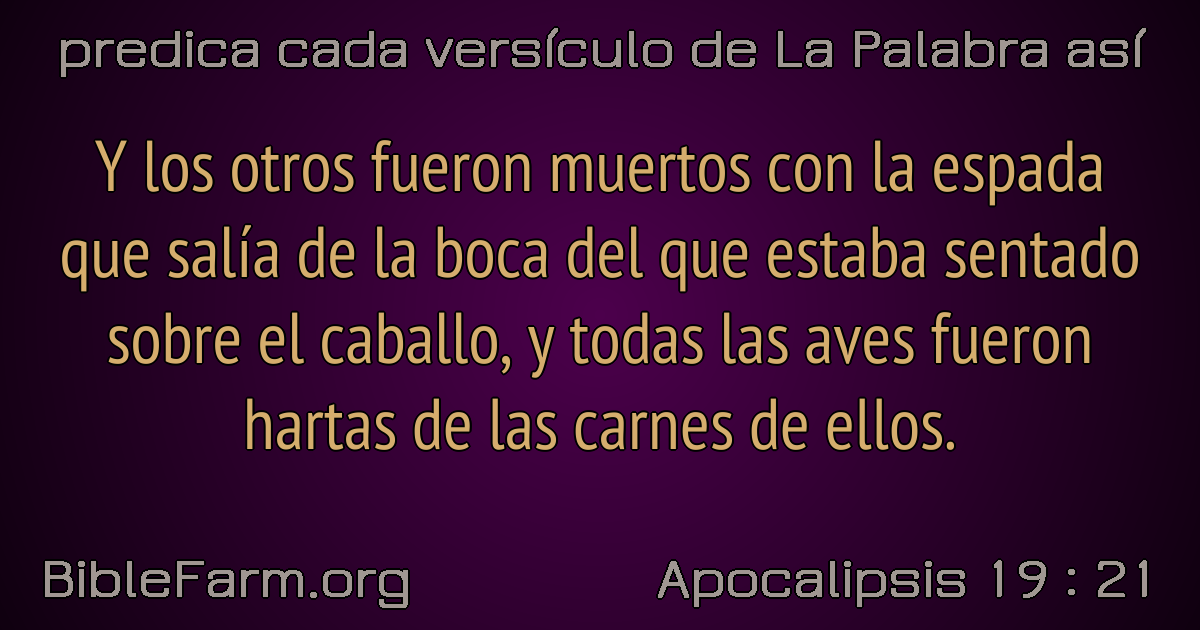 predica cada versículo de La Palabra así
Y los otros fueron muertos con la espada
que salía de la boca del que estaba sentado
sobre el caballo, y todas las aves fueron
hartas de las carnes de ellos.
BibleFarm.org
Apocalipsis 19 : 21